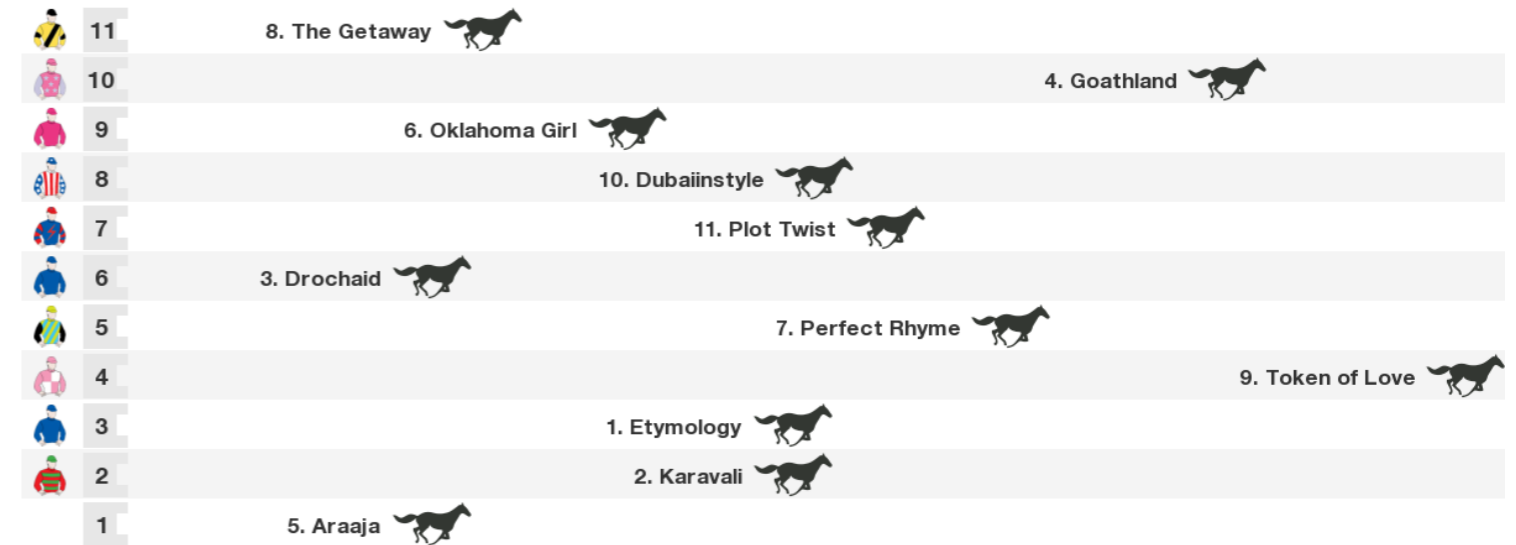 11 8. The Getaway
10 4. Goathland
9 6. Oklahoma Girl
8 10. Dubaiinstyle
7 11. Plot Twist
6 3. Drochaid
5 7. Perfect Rhyme
4 9. Token of Love
3 1. Etymology
2 2. Karavali
1 5. Araaja